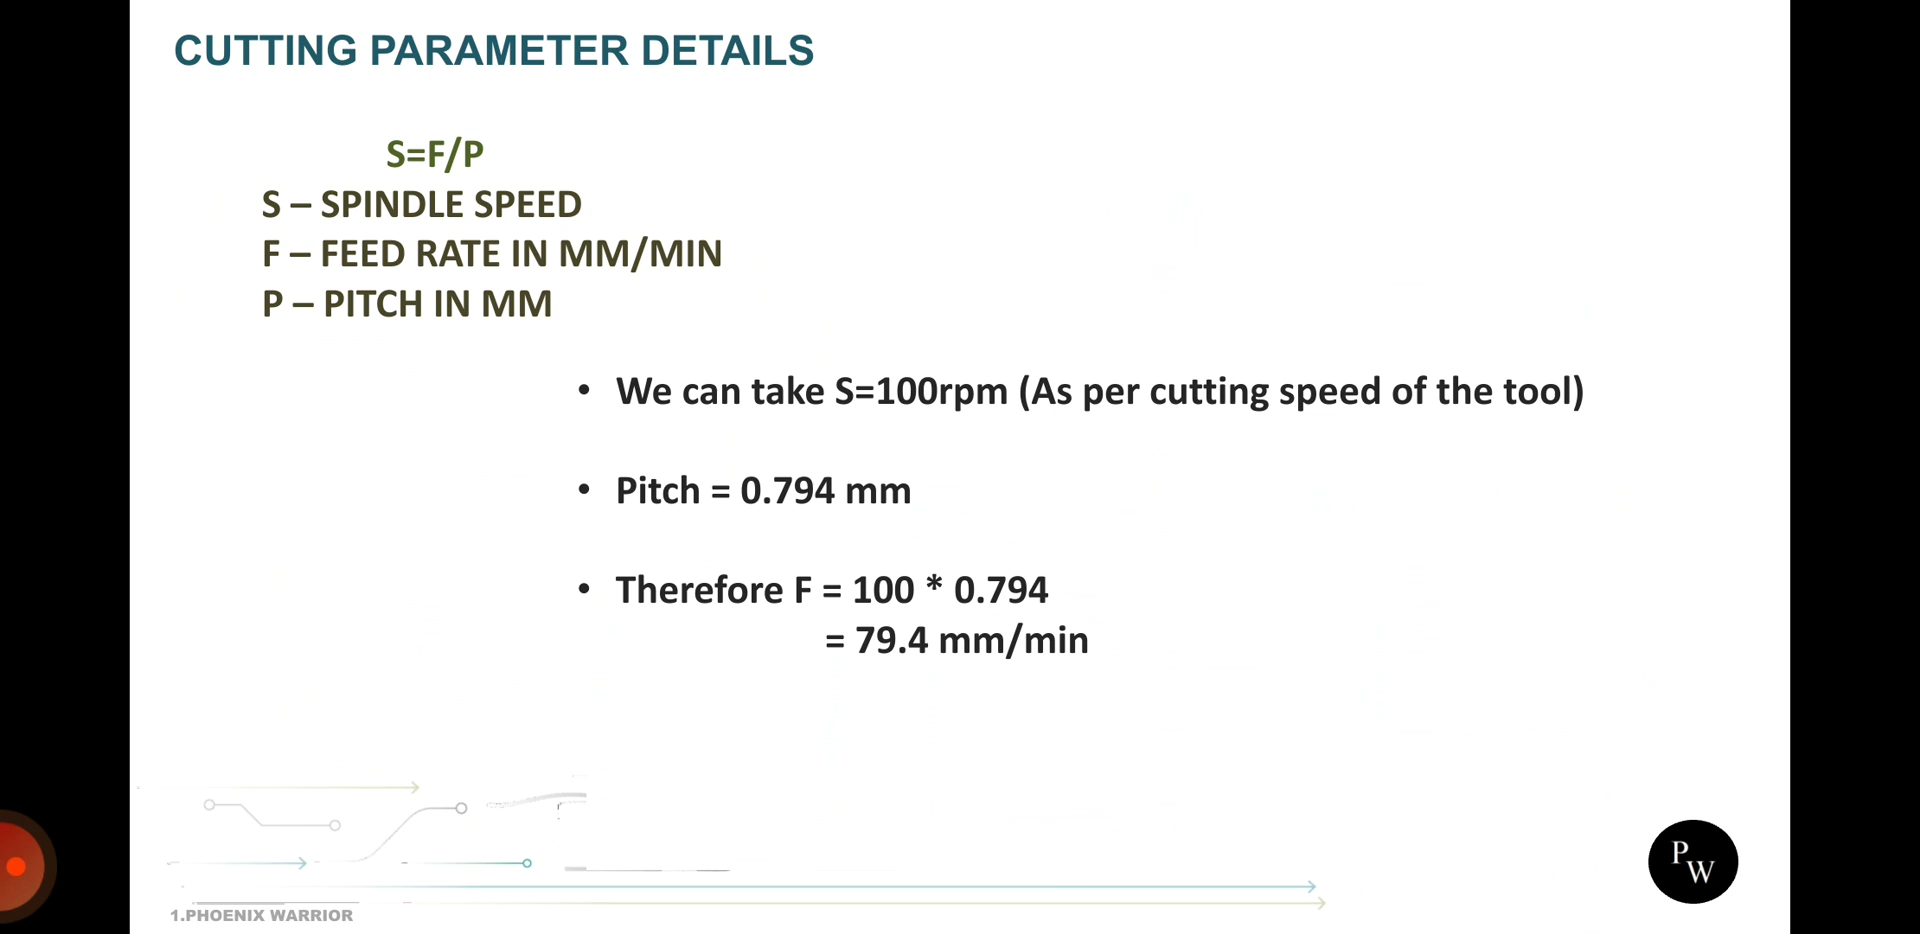 CUTTING PARAMETER DETAILS
S=F/P
S – SPINDLE SPEED
F – FEED RATE IN MM/MIN
P – PITCH IN MM
• We can take S=100rpm (As per cutting speed of the tool)
• Pitch = 0.794 mm
• Therefore F = 100 * 0.794
= 79.4 mm/min
PW
1.PHOENIX WARRIOR